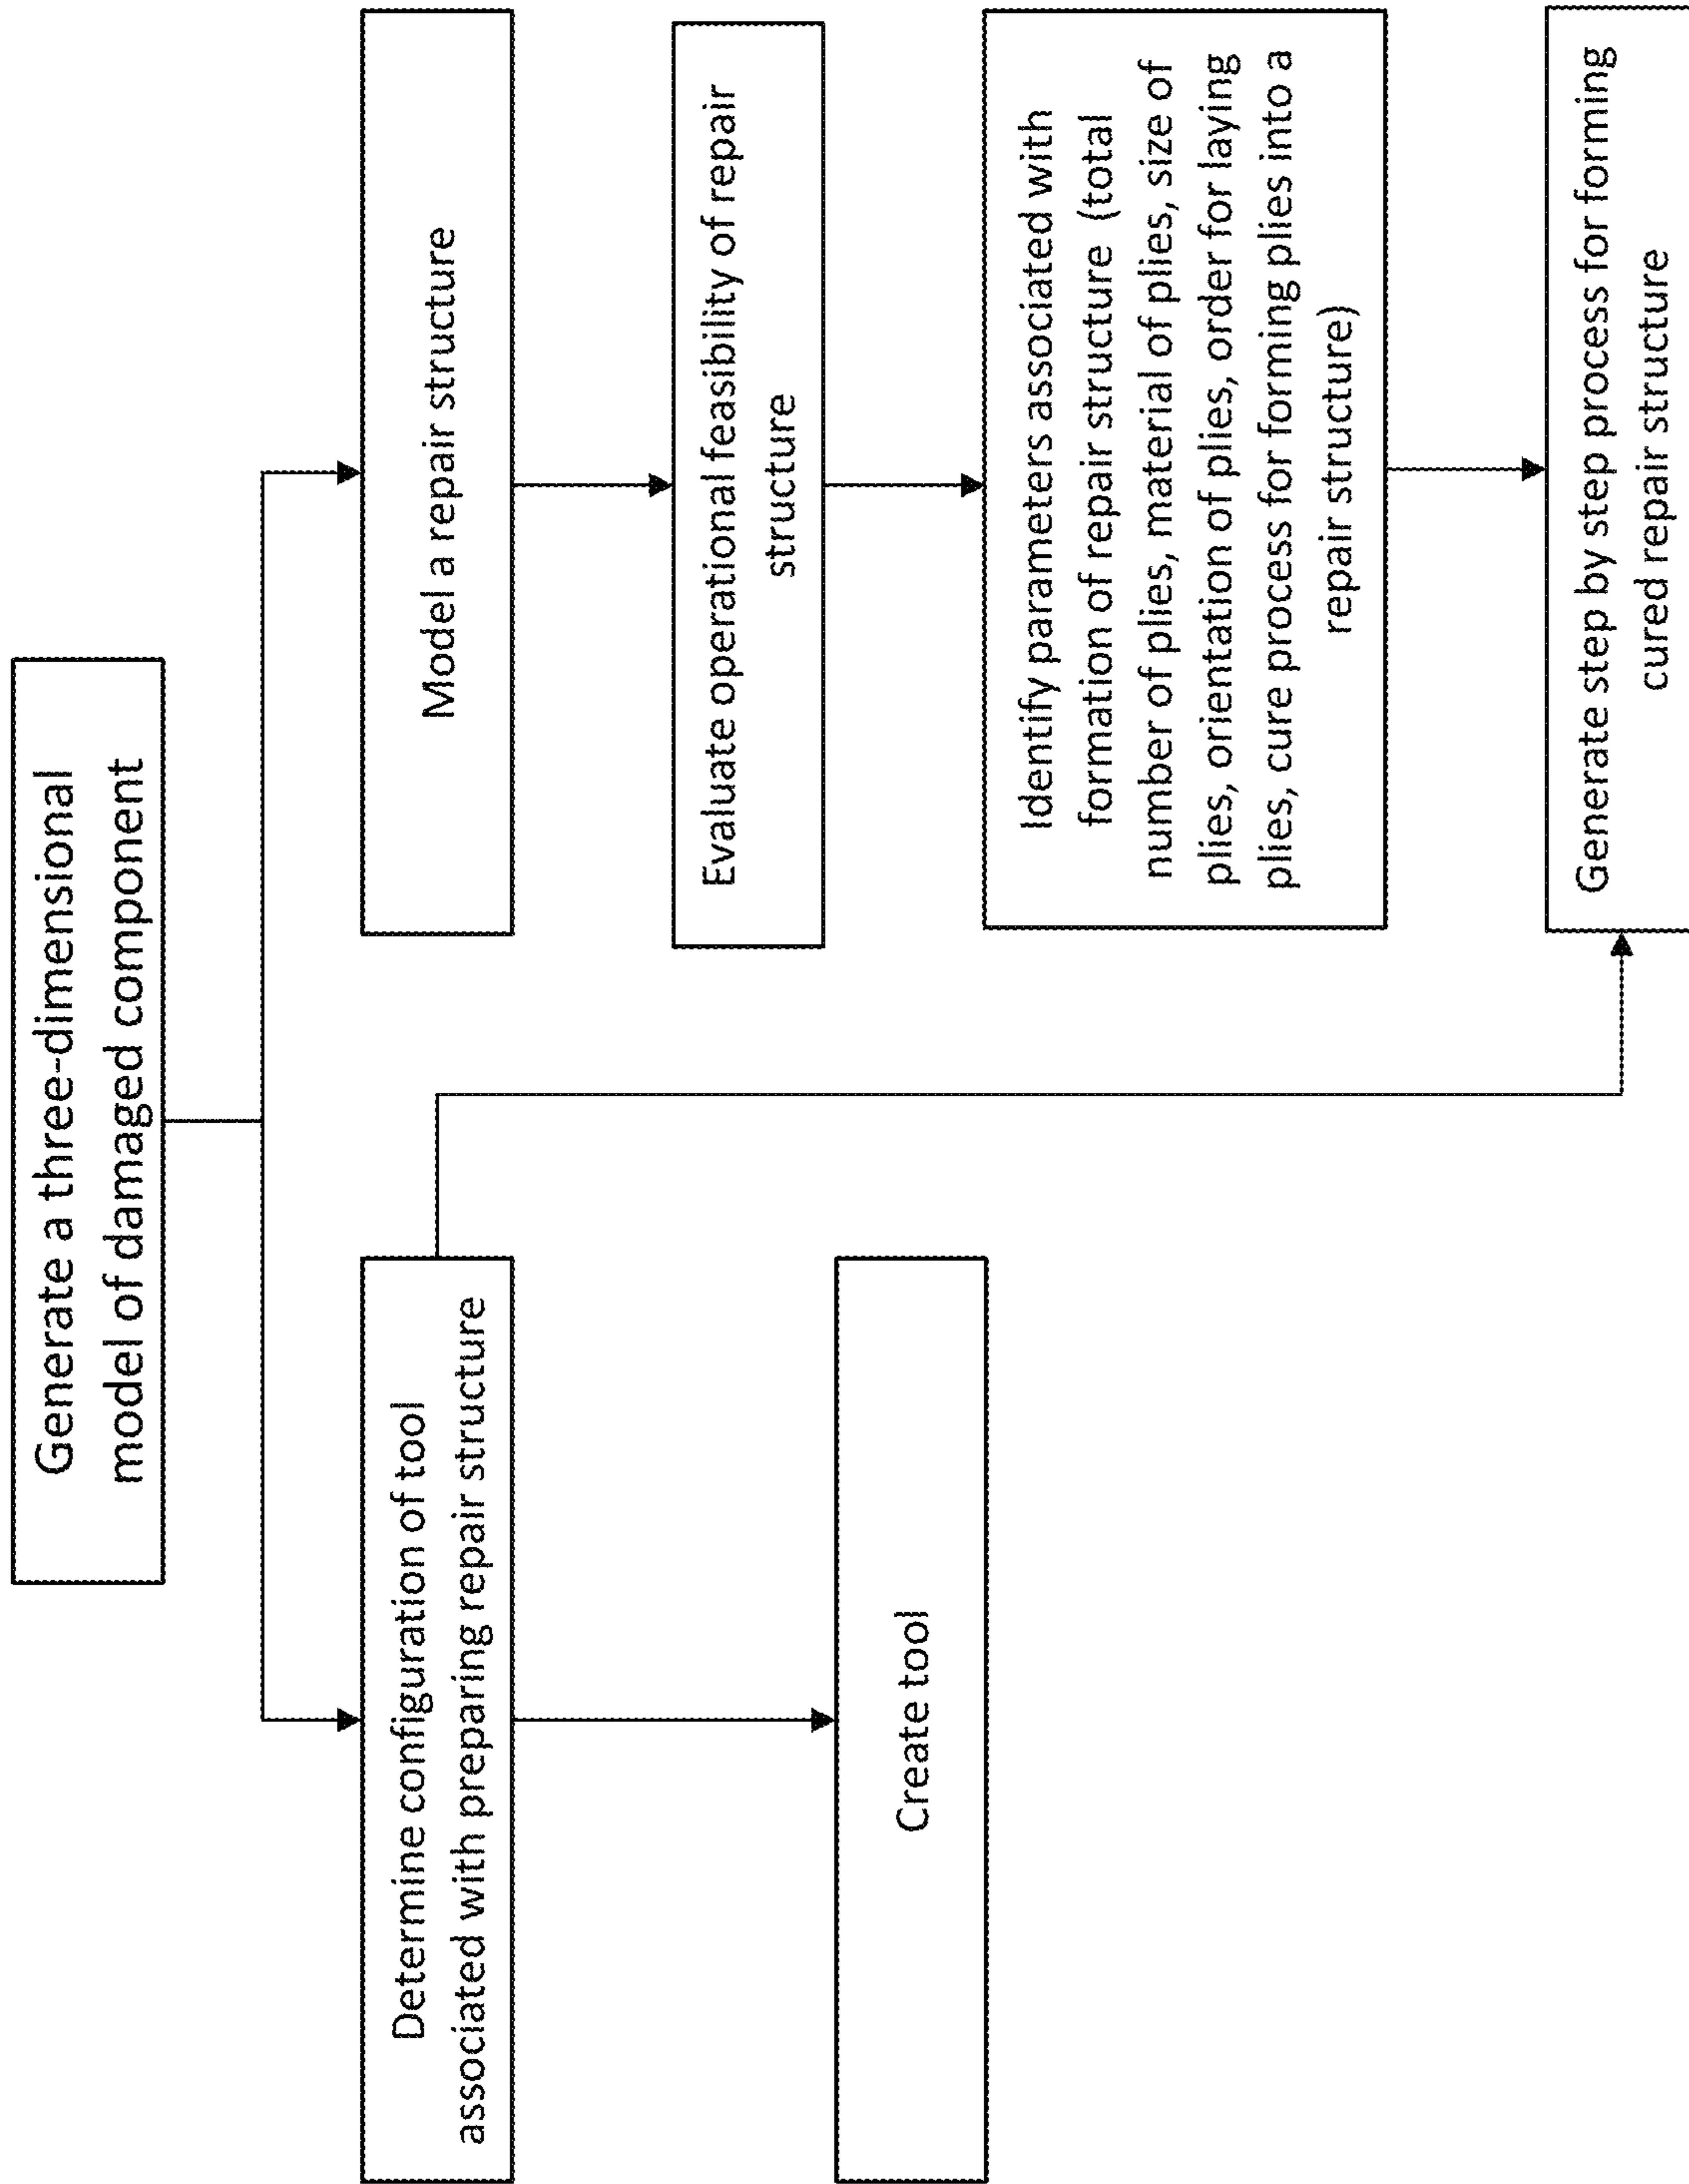 Generate a three-dimensional
model of damaged component
Determine configuration of tool
associated with preparing repair structure
Create tool
Model a repair structure
Evaluate operational feasibility of repair
structure
Identify parameters associated with
formation of repair structure (total
number of plies, material of plies, size of
plies, orientation of plies, order for laying
plies, cure process for forming plies into a
repair structure)
Generate step by step process for forming
cured repair structure